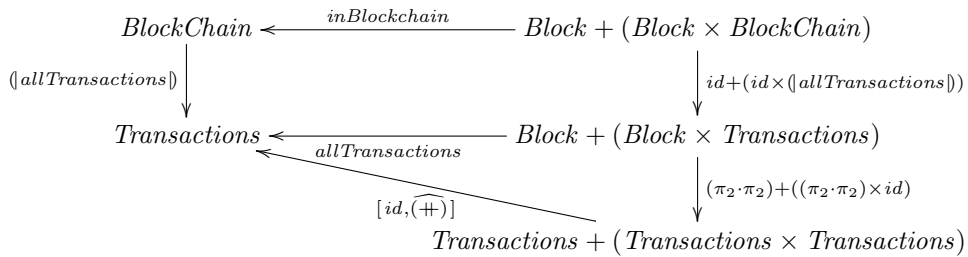 BlockChain inBlockchain Block + (Block × BlockChain)
(|allTransactions|) id+(id×(|allTransactions|))
Transactions allTransactions Block + (Block × Transactions)
[ id,(++)^ ] (π₂·π₂)+((π₂·π₂)×id)
Transactions + (Transactions × Transactions)